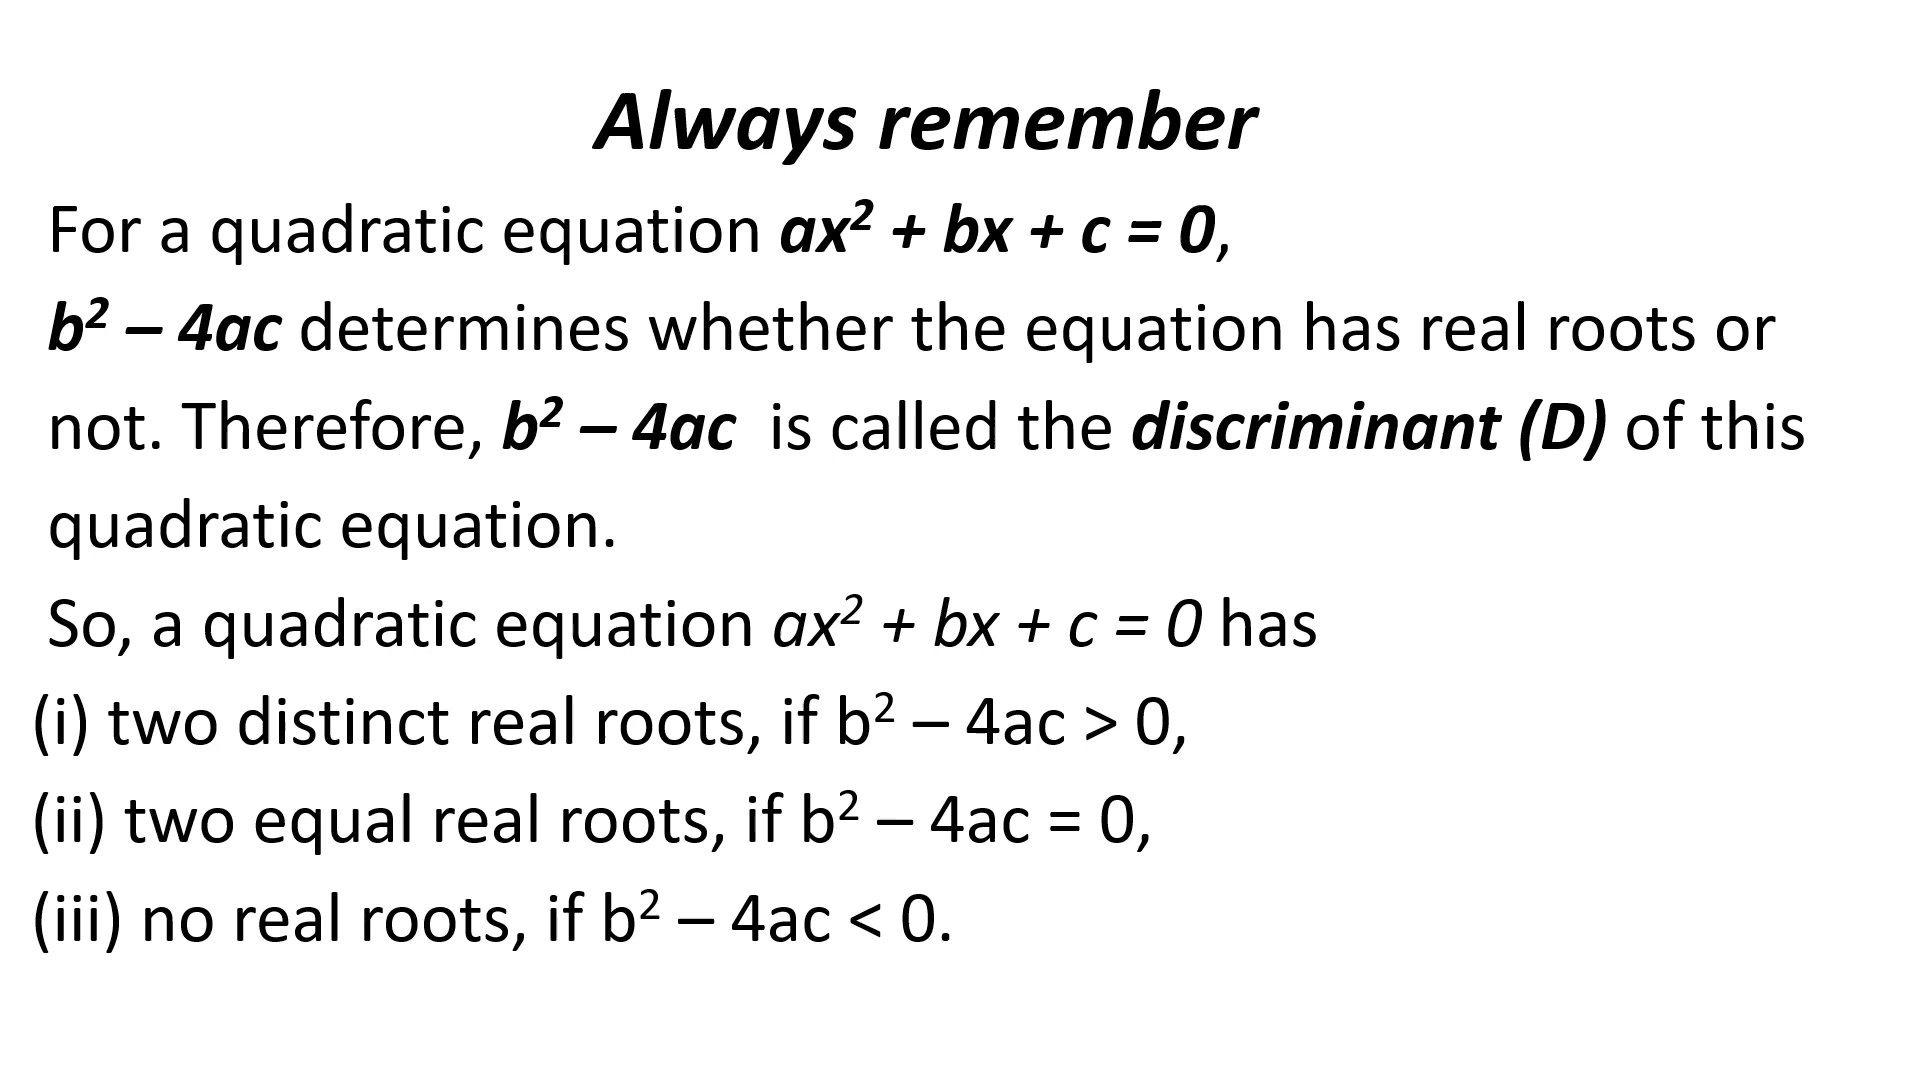 Always remember
For a quadratic equation ax² + bx + c = 0,
b² – 4ac determines whether the equation has real roots or
not. Therefore, b² – 4ac  is called the discriminant (D) of this
quadratic equation.
So, a quadratic equation ax² + bx + c = 0 has
(i) two distinct real roots, if b² – 4ac > 0,
(ii) two equal real roots, if b² – 4ac = 0,
(iii) no real roots, if b² – 4ac < 0.